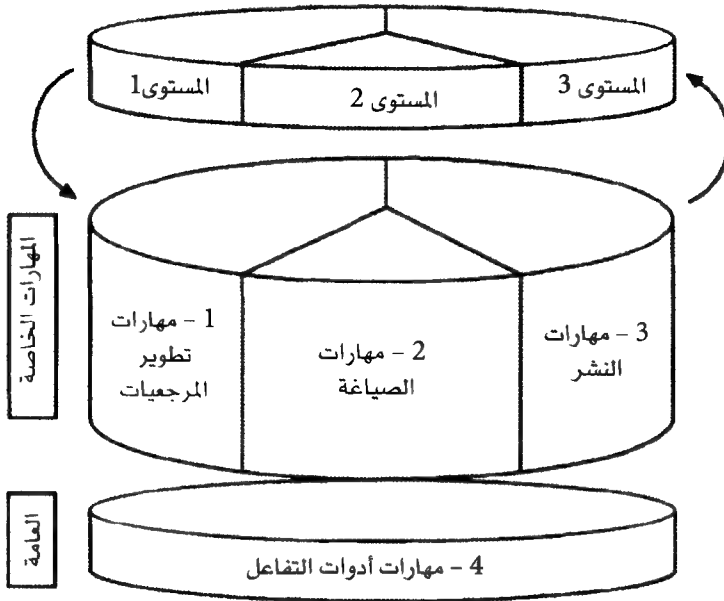 المستوى 3
المستوى 2
المستوى1
المهارات الخاصة
3 - مهارات
النشر
2 - مهارات
الصياغة
1 - مهارات
تطوير
المرجعيات
العامة
4 - مهارات أدوات التفاعل